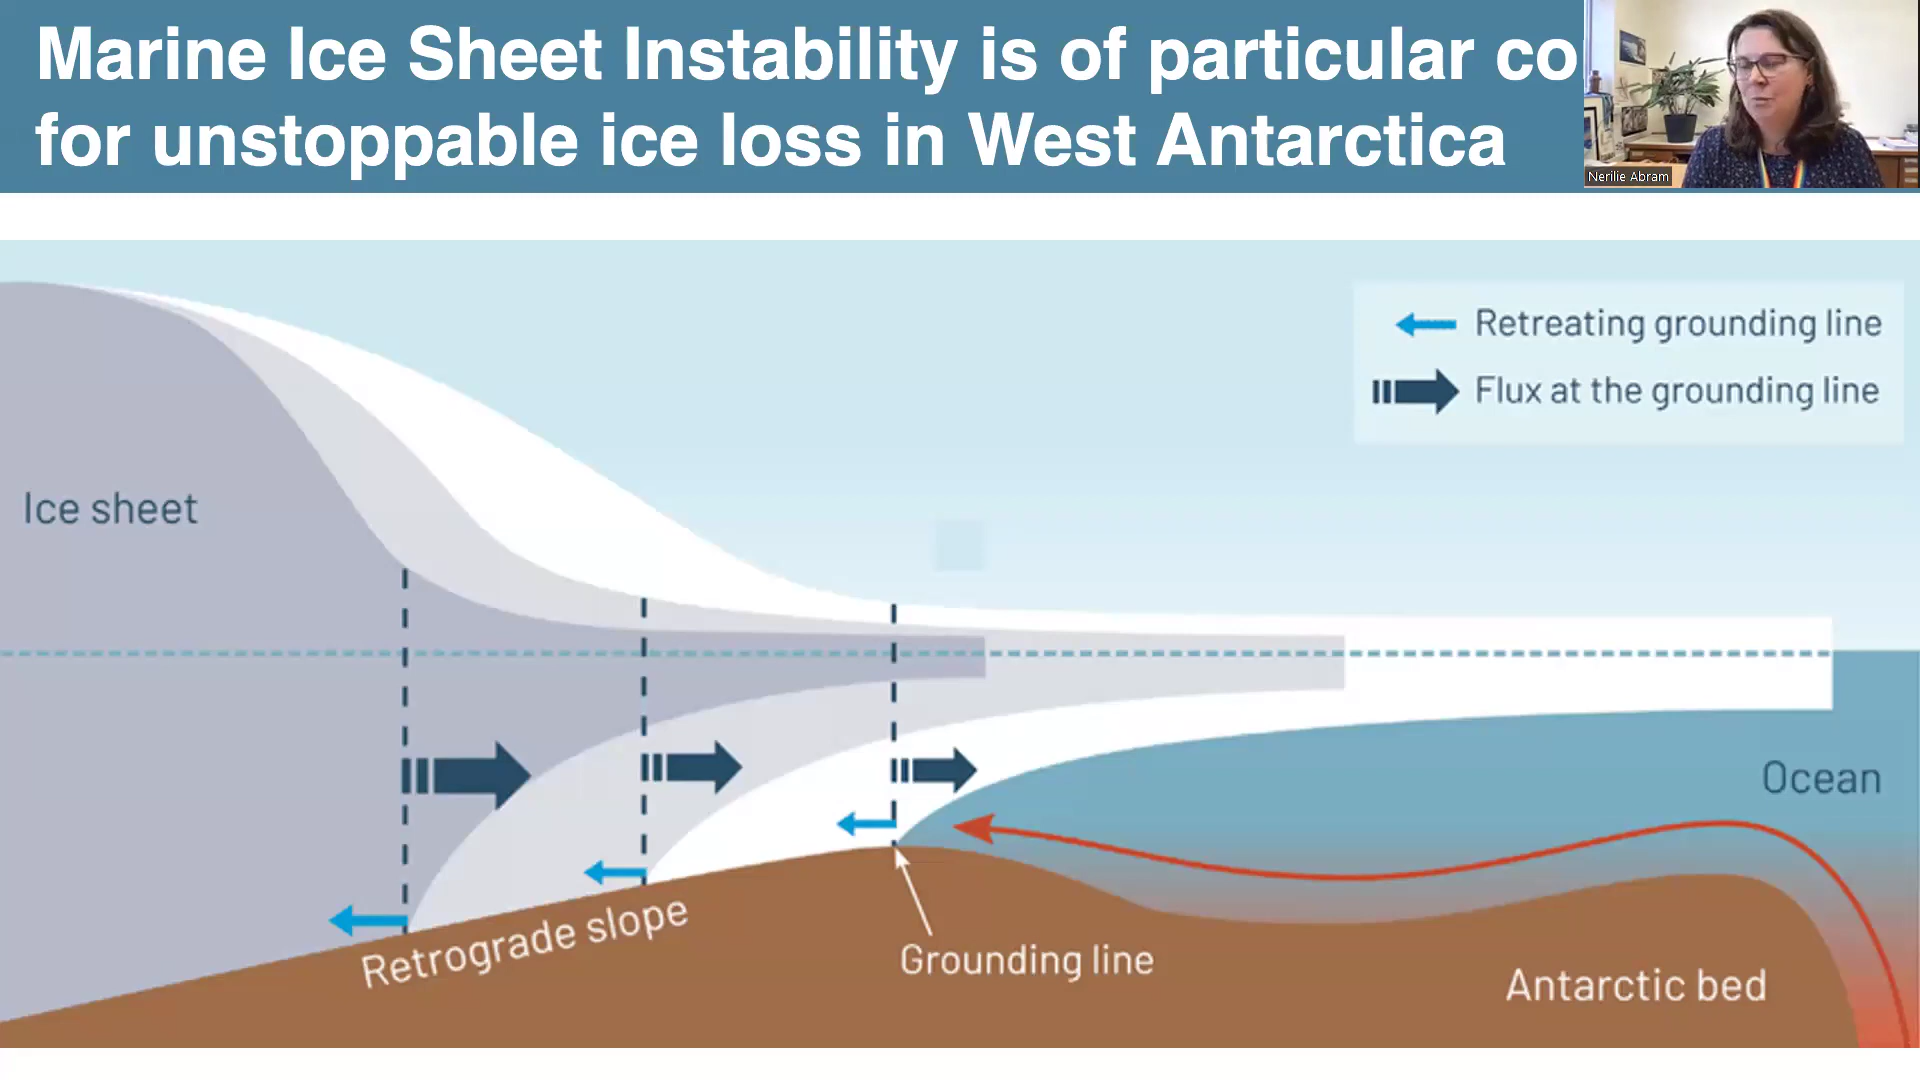 Marine Ice Sheet Instability is of particular co
for unstoppable ice loss in West Antarctica
Nerilie Abram
Retreating grounding line
Flux at the grounding line
Ice sheet
Ocean
Retrograde slope
Grounding line
Antarctic bed